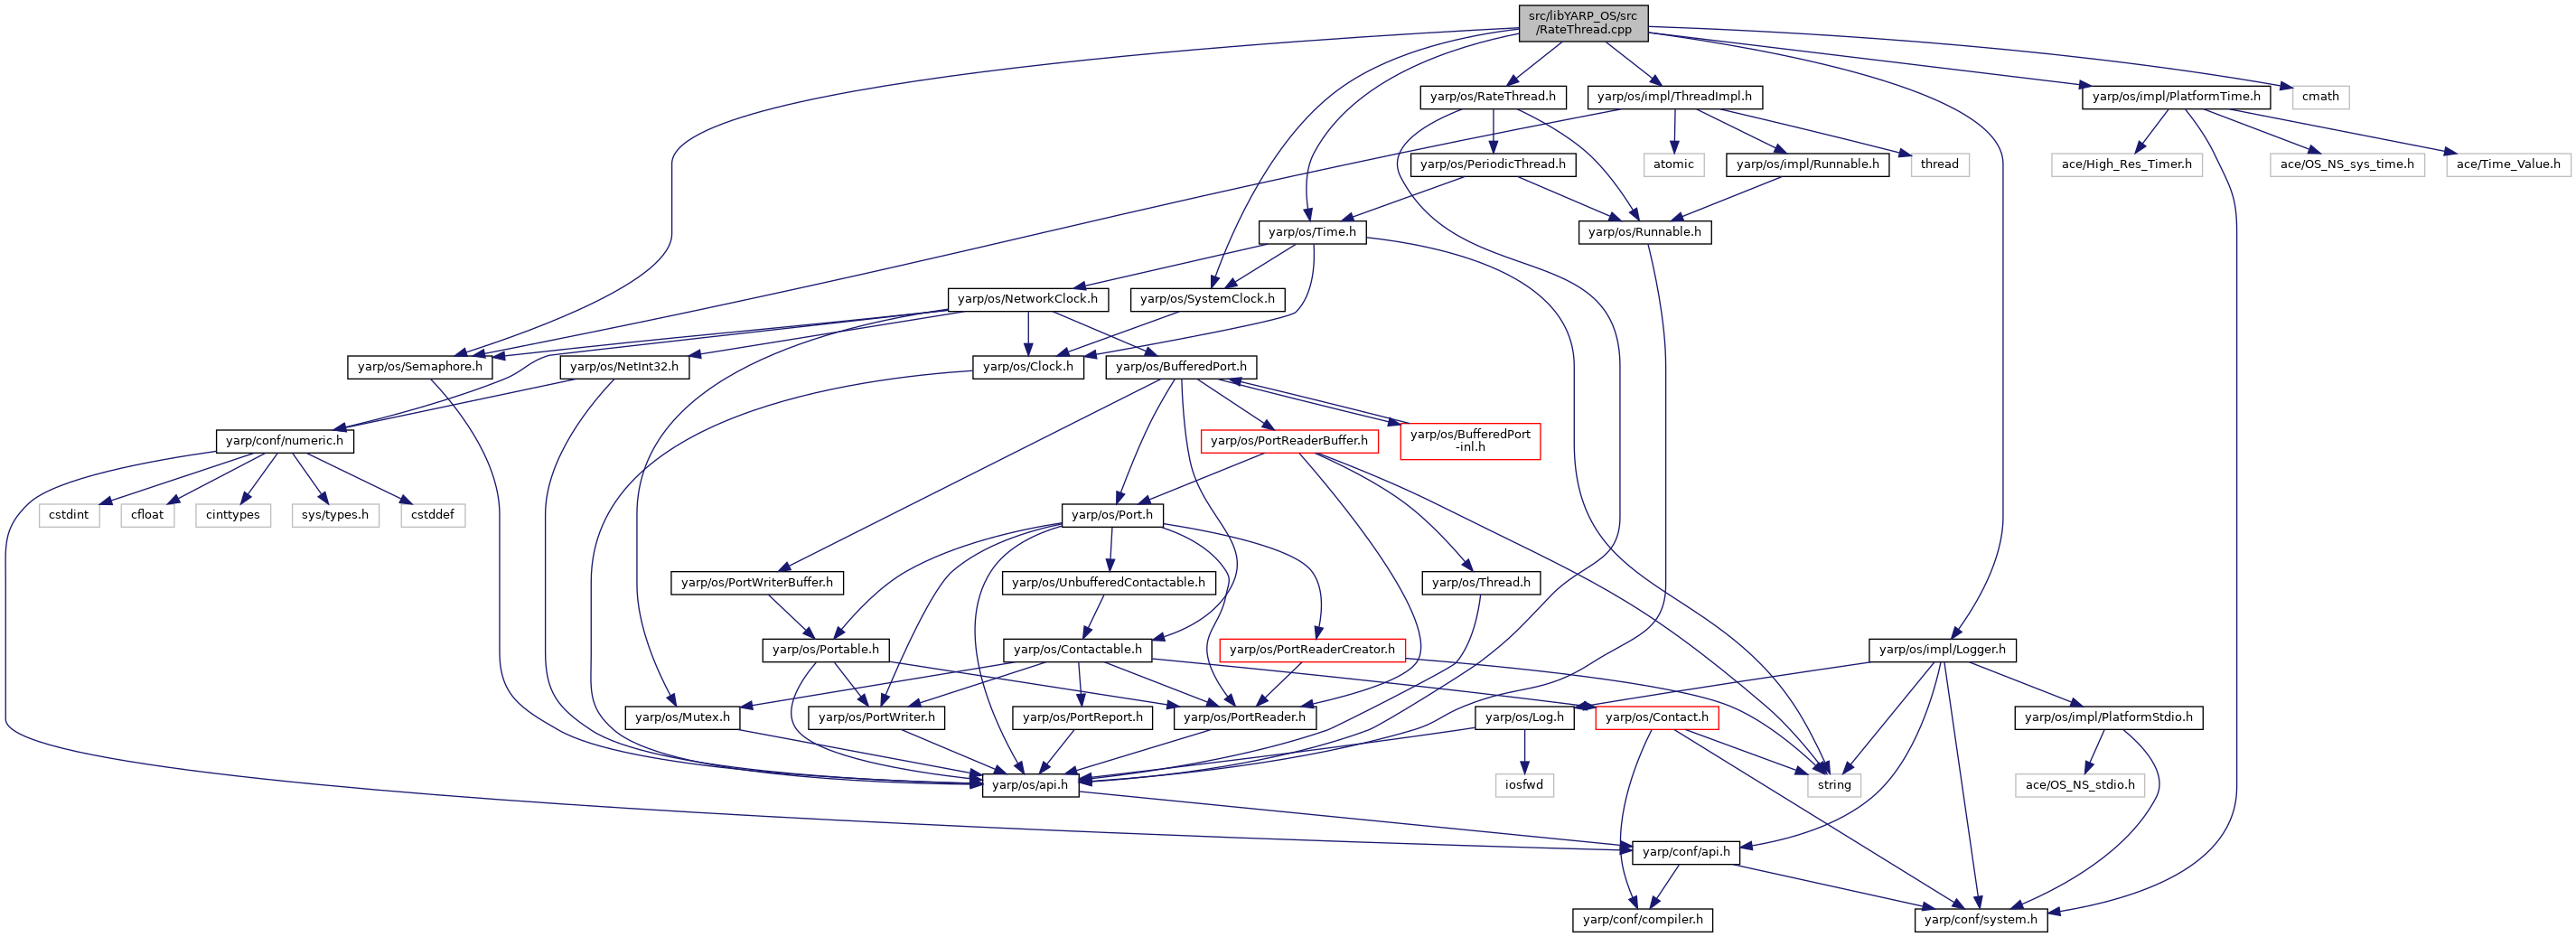 src/libYARP_OS/src
/RateThread.cpp
yarp/os/RateThread.h
yarp/os/impl/ThreadImpl.h
yarp/os/impl/PlatformTime.h
cmath
yarp/os/PeriodicThread.h
atomic
yarp/os/impl/Runnable.h
thread
ace/High_Res_Timer.h
ace/OS_NS_sys_time.h
ace/Time_Value.h
yarp/os/Time.h
yarp/os/Runnable.h
yarp/os/NetworkClock.h
yarp/os/SystemClock.h
yarp/os/Semaphore.h
yarp/os/NetInt32.h
yarp/os/Clock.h
yarp/os/BufferedPort.h
yarp/conf/numeric.h
yarp/os/PortReaderBuffer.h
yarp/os/BufferedPort
-inl.h
cstdint
cfloat
cinttypes
sys/types.h
cstddef
yarp/os/Port.h
yarp/os/PortWriterBuffer.h
yarp/os/UnbufferedContactable.h
yarp/os/Thread.h
yarp/os/Portable.h
yarp/os/Contactable.h
yarp/os/PortReaderCreator.h
yarp/os/impl/Logger.h
yarp/os/Mutex.h
yarp/os/PortWriter.h
yarp/os/PortReport.h
yarp/os/PortReader.h
yarp/os/Log.h
yarp/os/Contact.h
yarp/os/impl/PlatformStdio.h
yarp/os/api.h
iosfwd
string
ace/OS_NS_stdio.h
yarp/conf/api.h
yarp/conf/compiler.h
yarp/conf/system.h